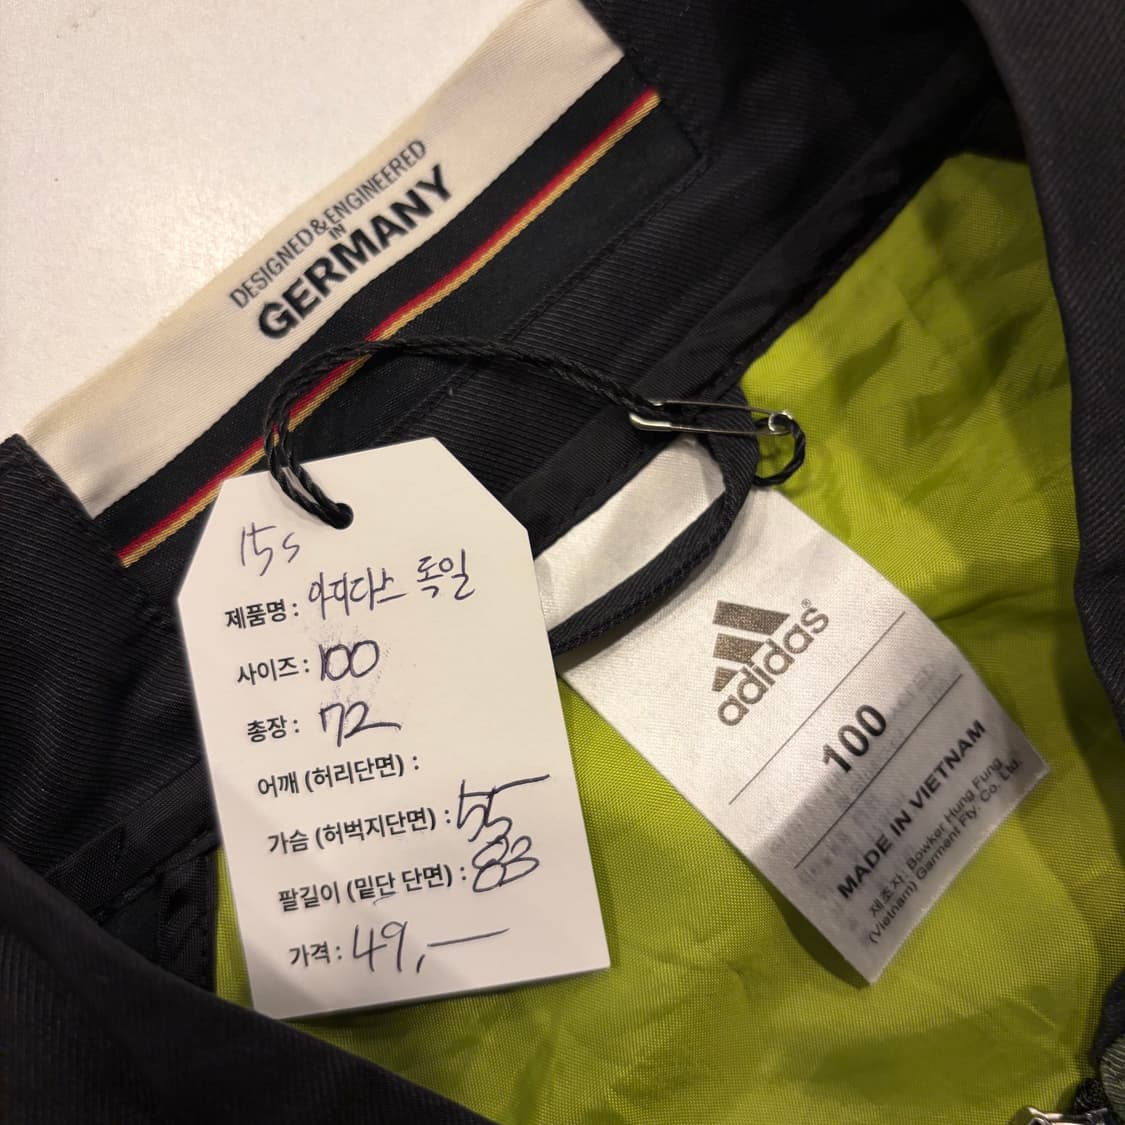 DESIGNED & ENGINEERED
IN
GERMANY
15s
제품명 : 아디다스 독일
사이즈 : 100
총장 : 72
어깨 (허리단면) :
가슴 (허벅지단면) : 55
팔길이 (밑단 단면) : 83
가격 : 49,—
adidas®
100
MADE IN VIETNAM
제조자: Bowker Hung Fung
(Vietnam) Garment Fty. Co. Ltd.